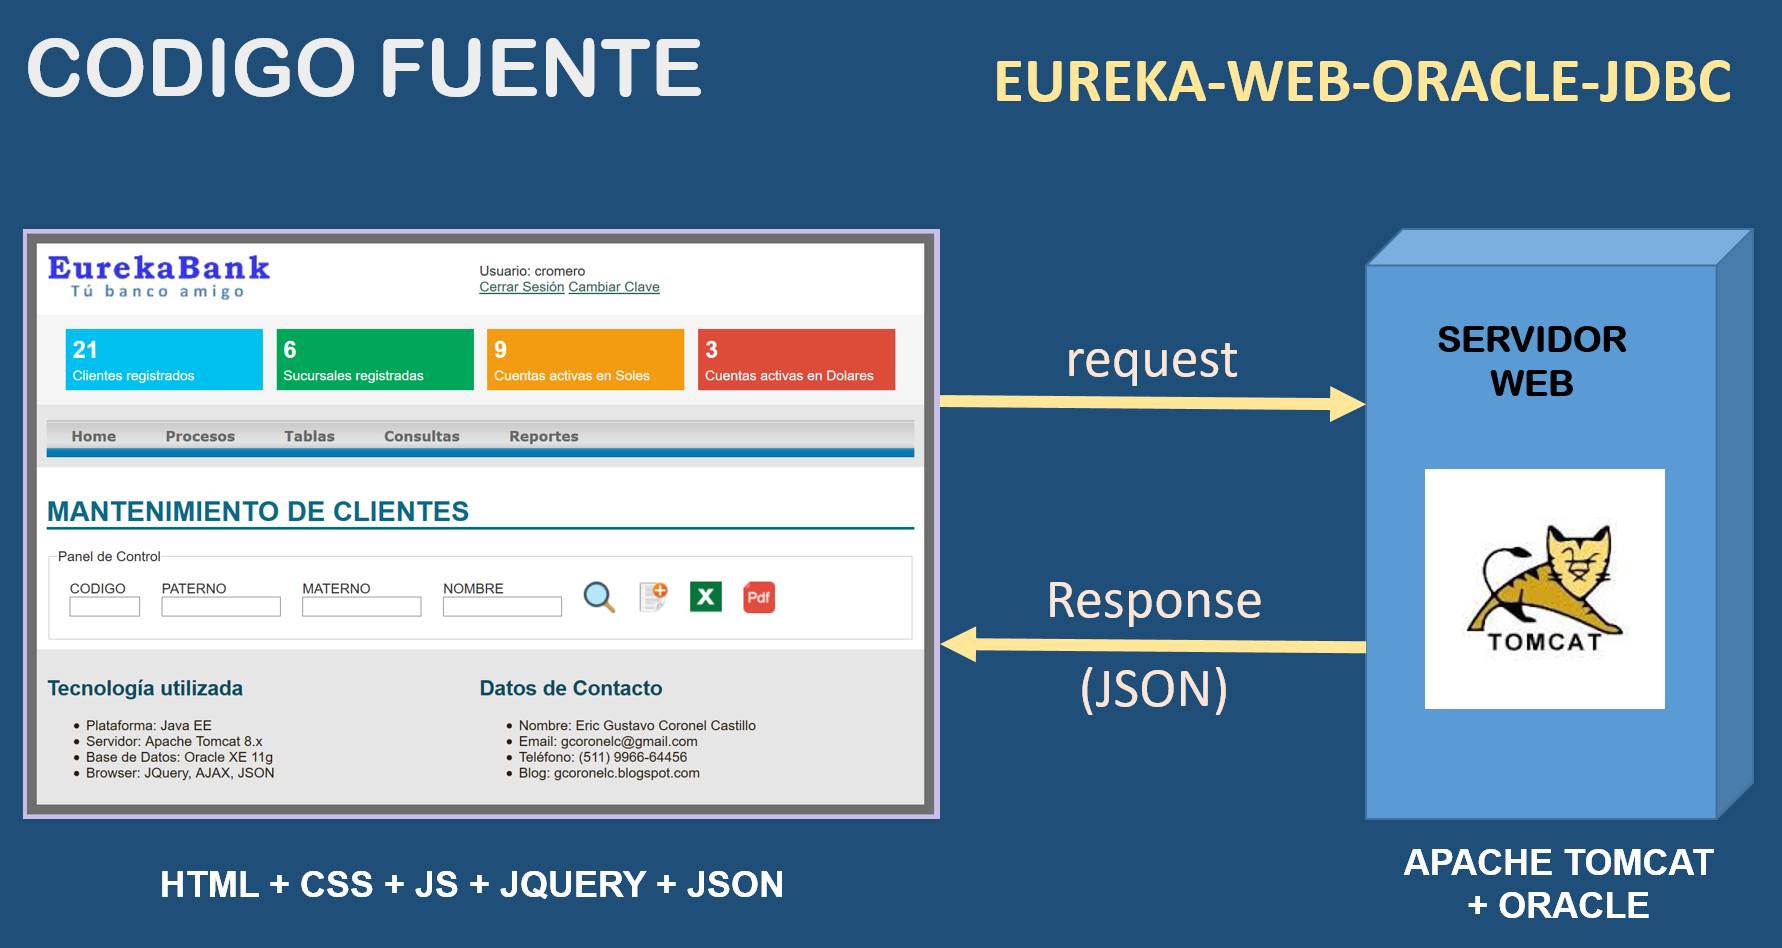 CODIGO FUENTE
EUREKA-WEB-ORACLE-JDBC
EurekaBank
Tú banco amigo
Usuario: cromero
Cerrar Sesión Cambiar Clave
21
Clientes registrados
6
Sucursales registradas
9
Cuentas activas en Soles
3
Cuentas activas en Dolares
Home Procesos Tablas Consultas Reportes
MANTENIMIENTO DE CLIENTES
Panel de Control
CODIGO PATERNO MATERNO NOMBRE
X
Pdf
Tecnología utilizada
Plataforma: Java EE
Servidor: Apache Tomcat 8.x
Base de Datos: Oracle XE 11g
Browser: JQuery, AJAX, JSON
Datos de Contacto
Nombre: Eric Gustavo Coronel Castillo
Email: gcoronelc@gmail.com
Teléfono: (511) 9966-64456
Blog: gcoronelc.blogspot.com
HTML + CSS + JS + JQUERY + JSON
request
Response
(JSON)
SERVIDOR
WEB
TOMCAT
APACHE TOMCAT
+ ORACLE